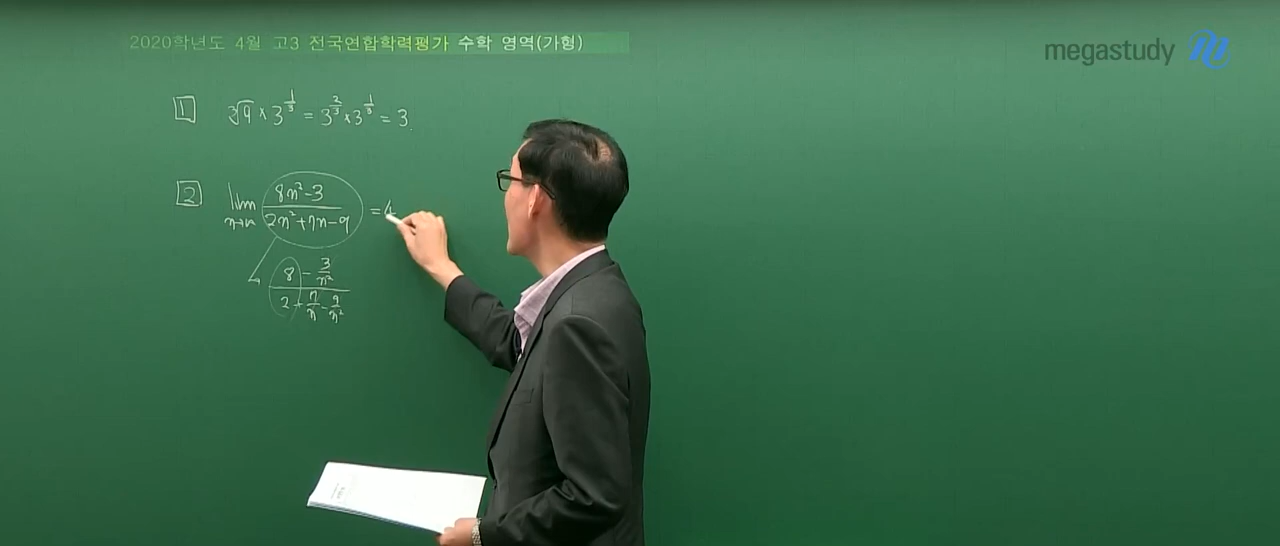 2020학년도 4월 고3 전국연합학력평가 수학 영역(가형)
megastudy
1 ∛9 × 3^{1/3} = 3^{2/3} × 3^{1/3} = 3.
2 lim_{n→∞} (8n²-3)/(2n²+7n-9) = 4
(8 - 3/n²)/(2 + 7/n - 9/n²)